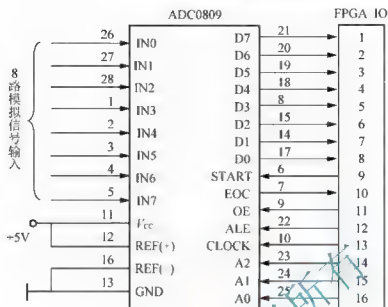 ADC0809 FPGA IO
26 IN0 D7 21 1
27 IN1 D6 20 2
28 IN2 D5 19 3
1 IN3 D4 18 4
2 IN4 D3 8 5
3 IN5 D2 15 6
4 IN6 D1 14 7
5 IN7 D0 17 8
8路模拟信号输入
START 6 9
EOC 7 10
11 Vcc OE 9 11
+5V
ALE 22 12
12 REF(+) CLOCK 10 13
16 REF( ) A2 23 14
A1 24 15
13 GND A0 25 16